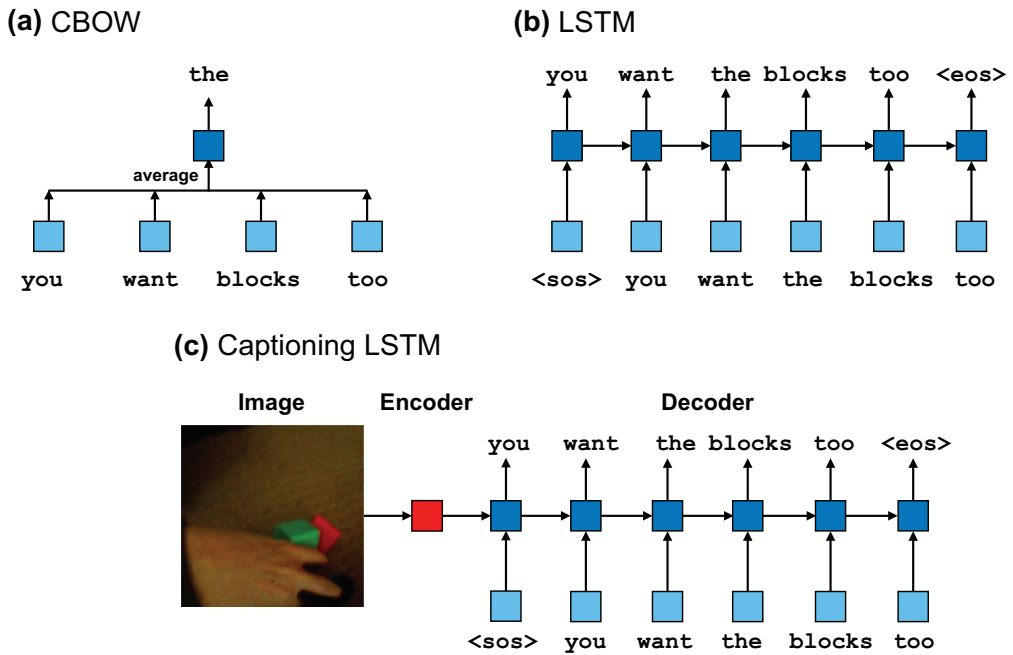 (a) CBOW
the
average
you want blocks too
(b) LSTM
you want the blocks too <eos>
<sos> you want the blocks too
(c) Captioning LSTM
Image Encoder Decoder
you want the blocks too <eos>
<sos> you want the blocks too